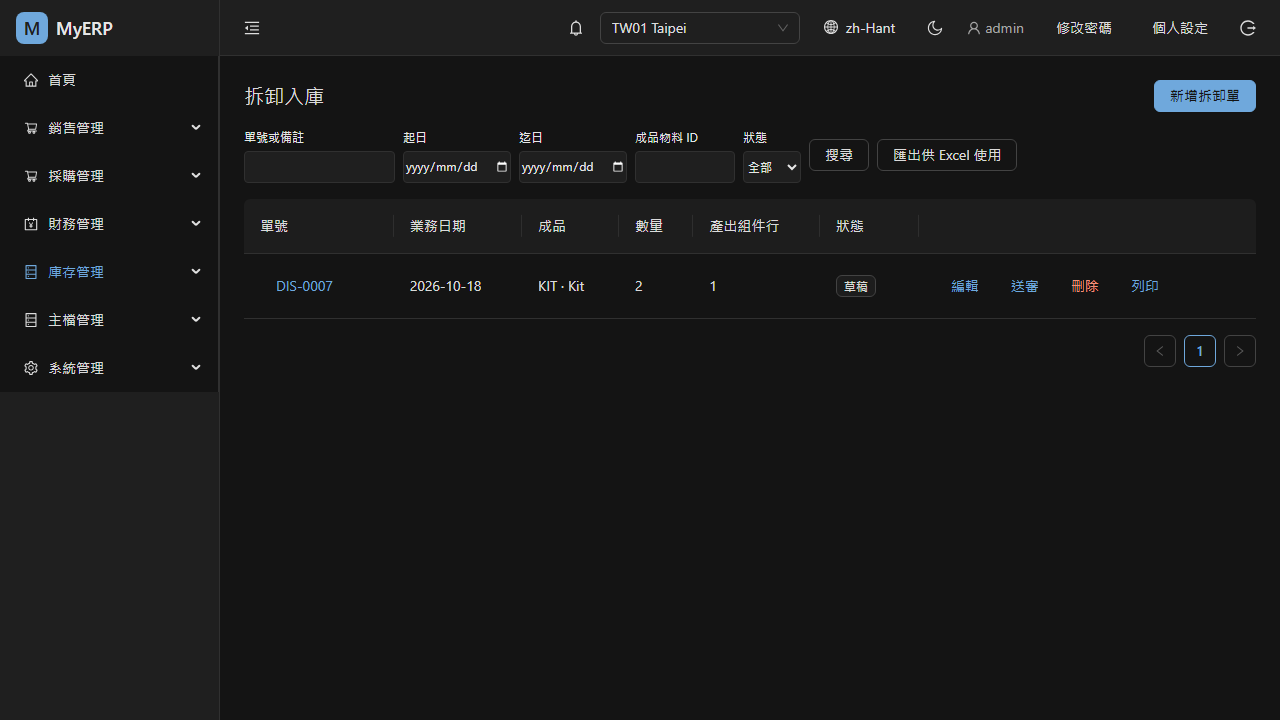 M MyERP
TW01 Taipei
zh-Hant
admin
修改密碼
個人設定
首頁
銷售管理
採購管理
財務管理
庫存管理
主檔管理
系統管理
拆卸入庫
新增拆卸單
單號或備註 起日 迄日 成品物料 ID 狀態
yyyy/mm/dd yyyy/mm/dd 全部 搜尋 匯出供 Excel 使用
單號 業務日期 成品 數量 產出組件行 狀態
DIS-0007 2026-10-18 KIT · Kit 2 1 草稿 編輯 送審 刪除 列印
1